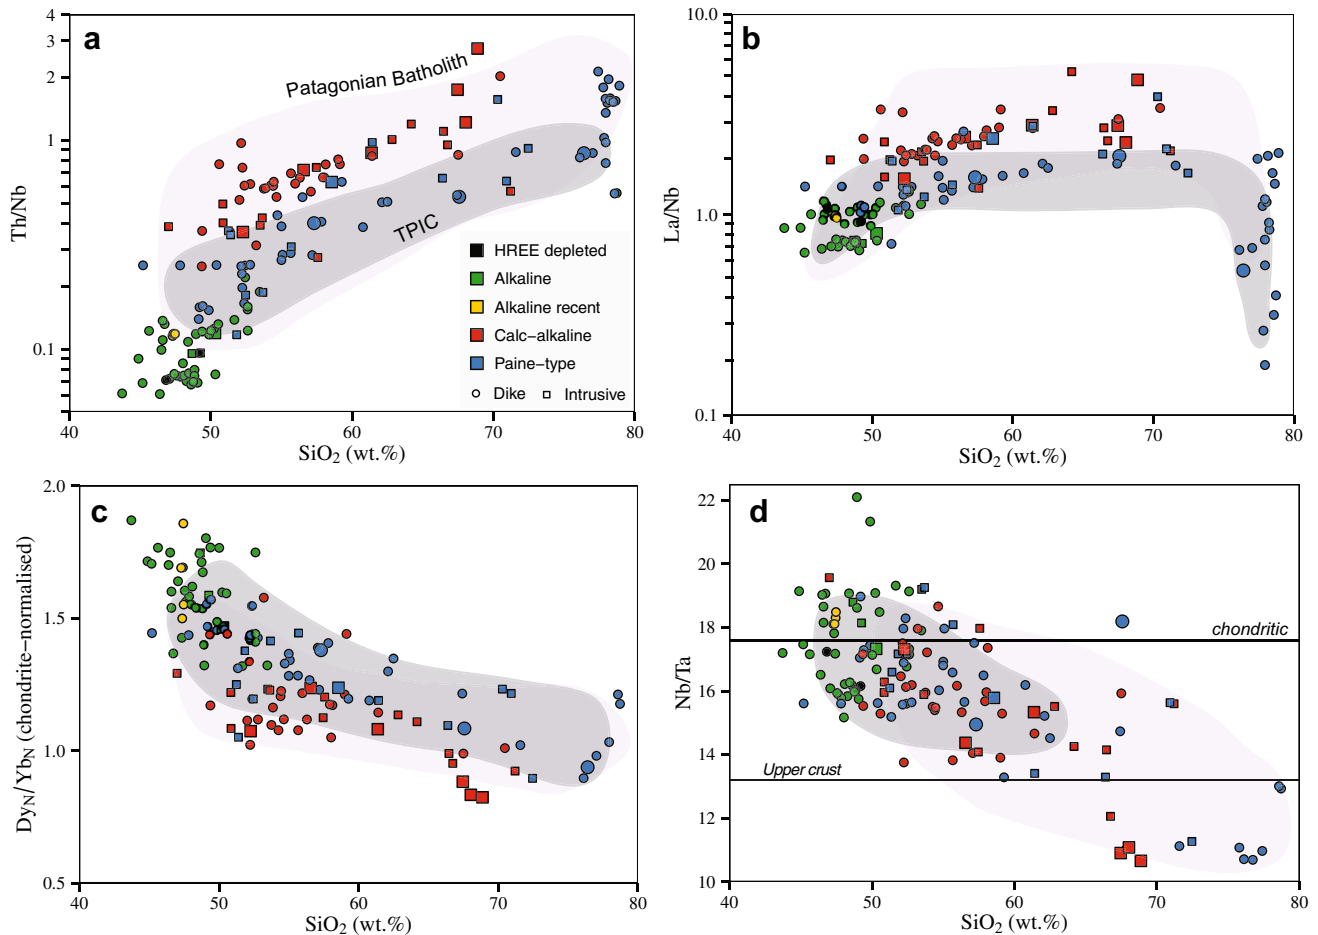 a
Th/Nb
4
3
2
1
0.1
Patagonian Batholith
TPIC
HREE depleted
Alkaline
Alkaline recent
Calc−alkaline
Paine−type
Dike
Intrusive
40
50
60
70
80
SiO2 (wt.%)
b
La/Nb
10.0
1.0
0.1
40
50
60
70
80
SiO2 (wt.%)
c
DyN/YbN (chondrite−normalised)
2.0
1.5
1.0
0.5
40
50
60
70
80
SiO2 (wt.%)
d
Nb/Ta
22
20
18
16
14
12
10
chondritic
Upper crust
40
50
60
70
80
SiO2 (wt.%)